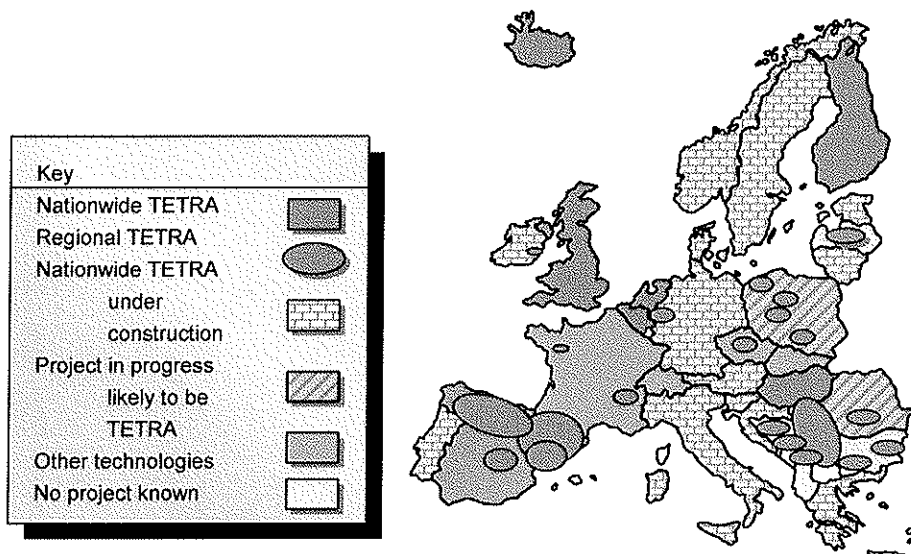 Key
Nationwide TETRA
Regional TETRA
Nationwide TETRA
under
construction
Project in progress
likely to be
TETRA
Other technologies
No project known